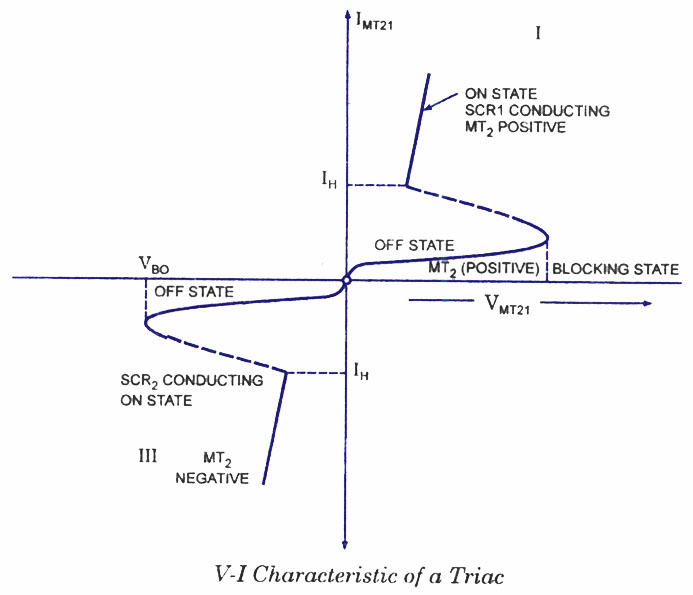 I MT21
I
ON STATE
SCR1 CONDUCTING
MT2 POSITIVE
IH
OFF STATE
VBO
MT2 (POSITIVE) BLOCKING STATE
OFF STATE
VMT21
IH
SCR2 CONDUCTING
ON STATE
III
MT2
NEGATIVE
V-I Characteristic of a Triac